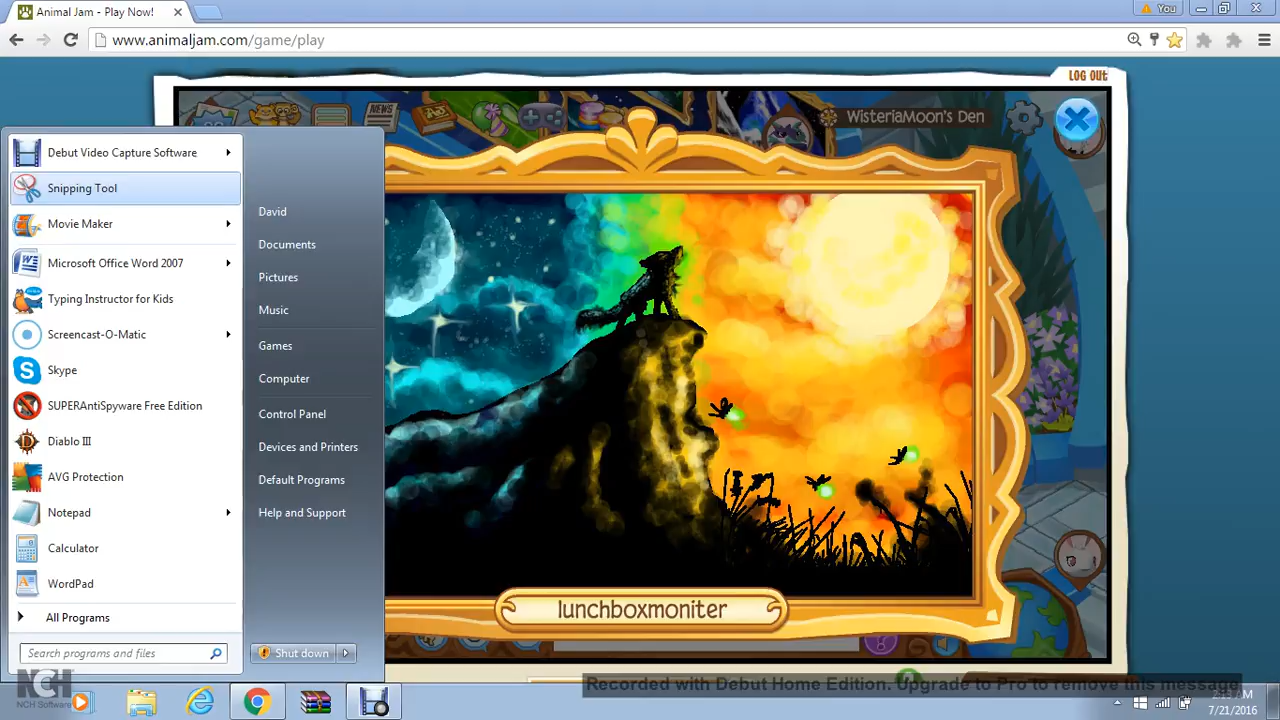 Animal Jam - Play Now!
You
www.animaljam.com/game/play
LOG OUT
NEWS
WisteriaMoon's Den
Debut Video Capture Software
Snipping Tool
Movie Maker
Microsoft Office Word 2007
Typing Instructor for Kids
Screencast-O-Matic
Skype
SUPERAntiSpyware Free Edition
Diablo III
AVG Protection
Notepad
Calculator
WordPad
All Programs
Search programs and files
David
Documents
Pictures
Music
Games
Computer
Control Panel
Devices and Printers
Default Programs
Help and Support
Shut down
lunchboxmoniter
NCH
NCH Software
Recorded with Debut Home Edition. Upgrade to Pro to remove this message
AM
7/21/2016